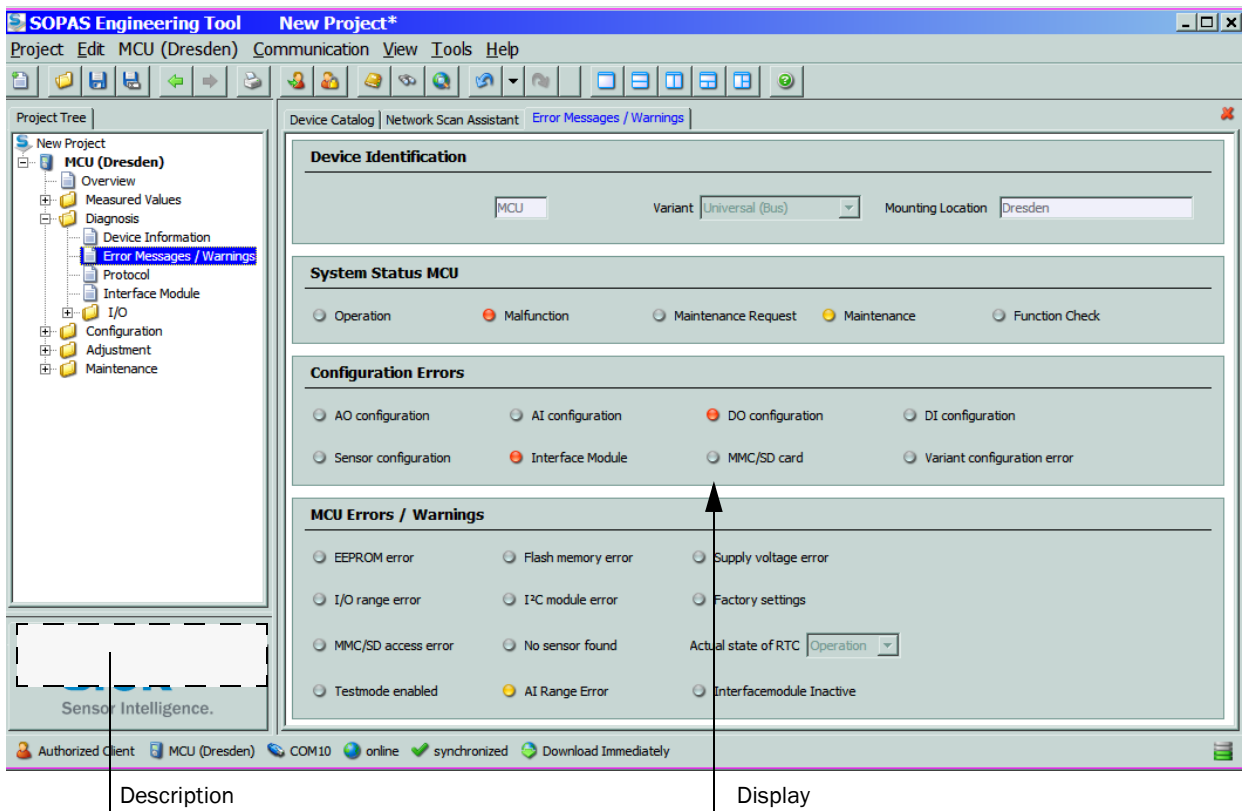 SOPAS Engineering Tool New Project*
Project Edit MCU (Dresden) Communication View Tools Help
Project Tree
New Project
MCU (Dresden)
Overview
Measured Values
Diagnosis
Device Information
Error Messages / Warnings
Protocol
Interface Module
I/O
Configuration
Adjustment
Maintenance
Sensor Intelligence.
Device Catalog Network Scan Assistant Error Messages / Warnings
Device Identification
MCU Variant Universal (Bus) Mounting Location Dresden
System Status MCU
Operation Malfunction Maintenance Request Maintenance Function Check
Configuration Errors
AO configuration AI configuration DO configuration DI configuration
Sensor configuration Interface Module MMC/SD card Variant configuration error
MCU Errors / Warnings
EEPROM error Flash memory error Supply voltage error
I/O range error I²C module error Factory settings
MMC/SD access error No sensor found Actual state of RTC Operation
Testmode enabled AI Range Error Interfacemodule Inactive
Authorized Client MCU (Dresden) COM10 online synchronized Download Immediately
Description Display